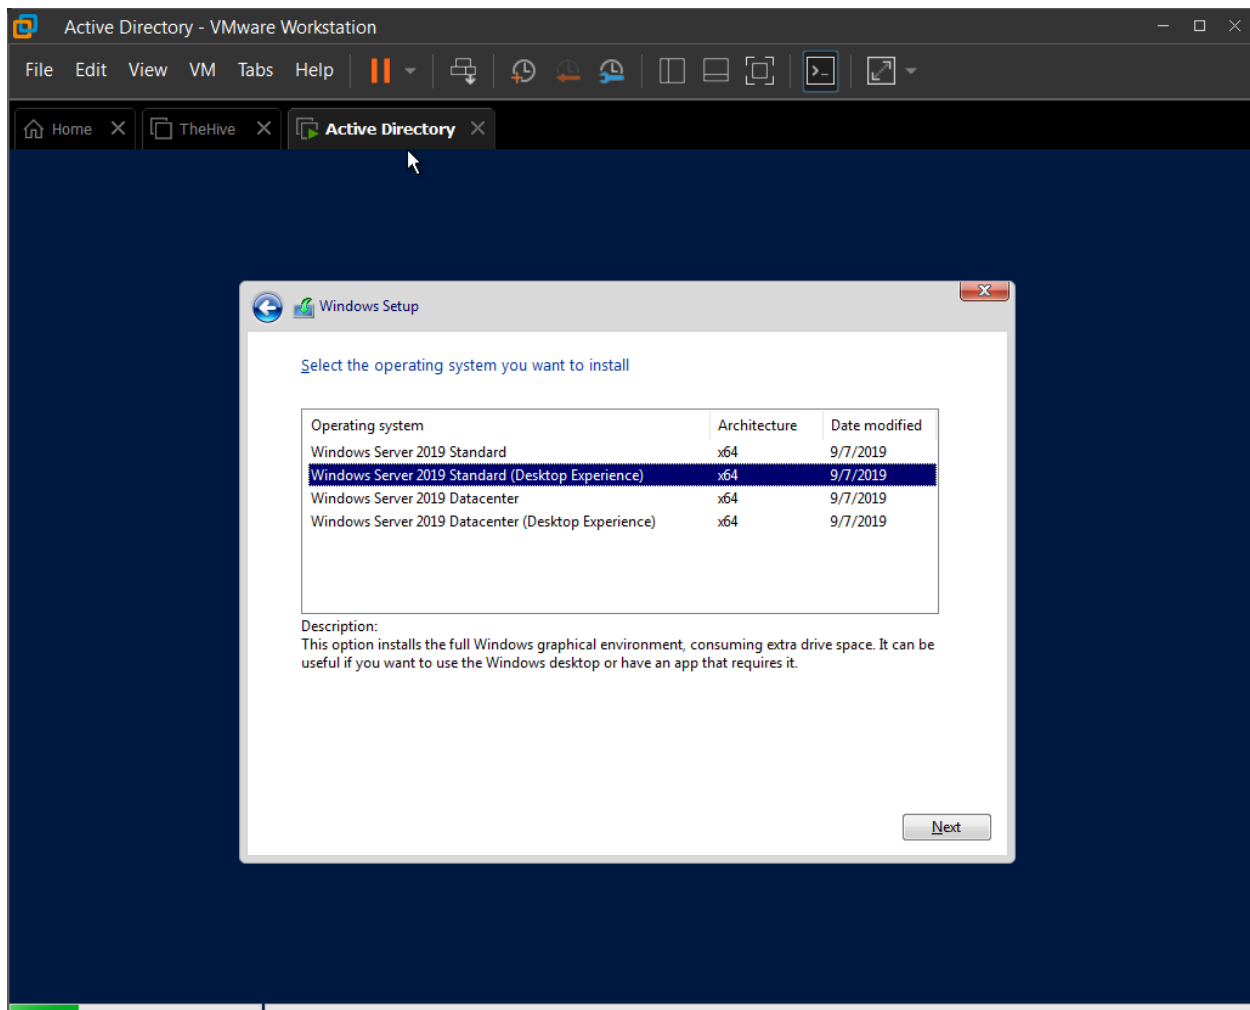 Active Directory - VMware Workstation
File Edit View VM Tabs Help
Home TheHive Active Directory
Windows Setup
Select the operating system you want to install
Operating system Architecture Date modified
Windows Server 2019 Standard x64 9/7/2019
Windows Server 2019 Standard (Desktop Experience) x64 9/7/2019
Windows Server 2019 Datacenter x64 9/7/2019
Windows Server 2019 Datacenter (Desktop Experience) x64 9/7/2019
Description:
This option installs the full Windows graphical environment, consuming extra drive space. It can be
useful if you want to use the Windows desktop or have an app that requires it.
Next